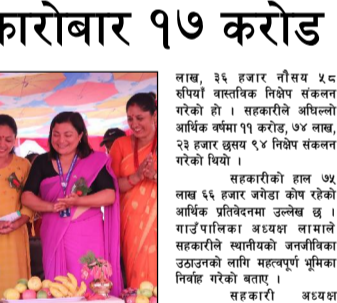 कारोबार १७ करोड
लाख, ३६ हजार नौसय ५८
रुपियाँ वास्तविक निक्षेप संकलन
गरेको हो । सहकारीले अघिल्लो
आर्थिक वर्षमा ११ करोड, ७४ लाख,
२३ हजार छसय ९४ निक्षेप संकलन
गरेको थियो ।
सहकारीको हाल ७५
लाख ६६ हजार जगेडा कोष रहेको
आर्थिक प्रतिवेदनमा उल्लेख छ ।
गाउँपालिका अध्यक्ष लामाले
सहकारीले स्थानीयको जनजीविका
उठाउनको लागि महत्वपूर्ण भूमिका
निर्वाह गरेको बताए ।
सहकारी अध्यक्ष